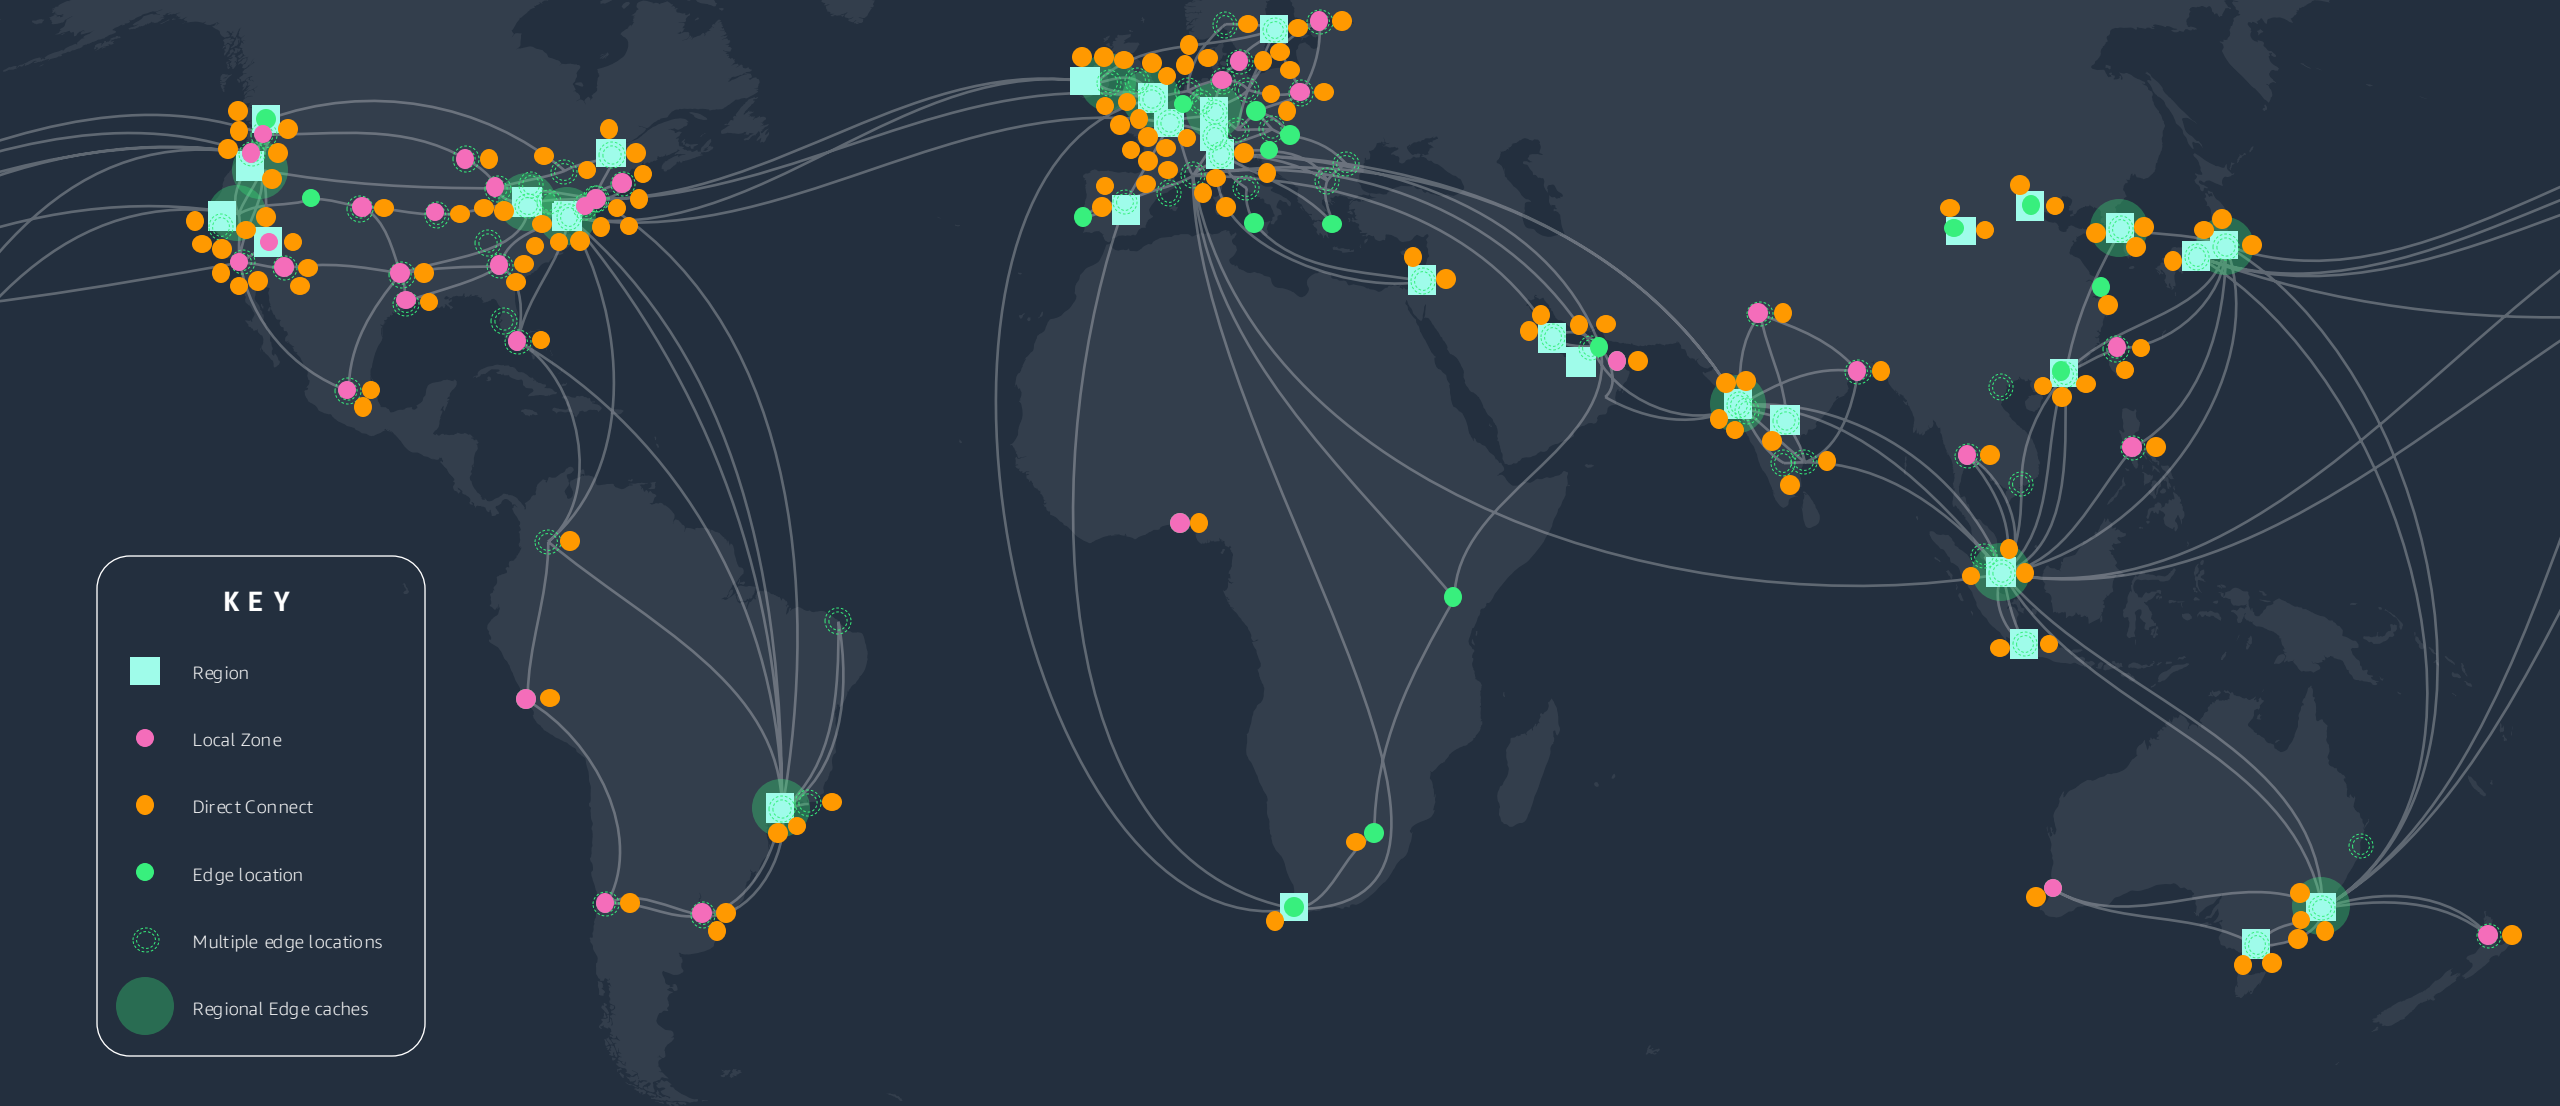 KEY
Region
Local Zone
Direct Connect
Edge location
Multiple edge locations
Regional Edge caches